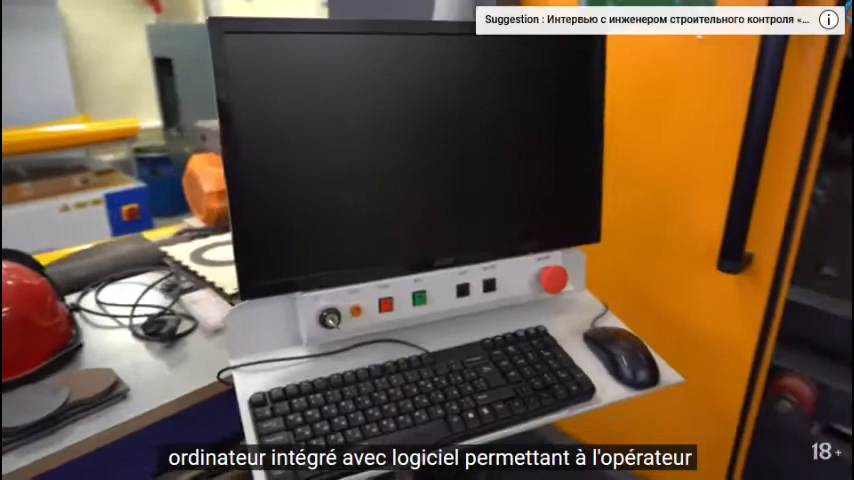 Suggestion : Интервью с инженером строительного контроля «...
18+
ordinateur intégré avec logiciel permettant à l'opérateur